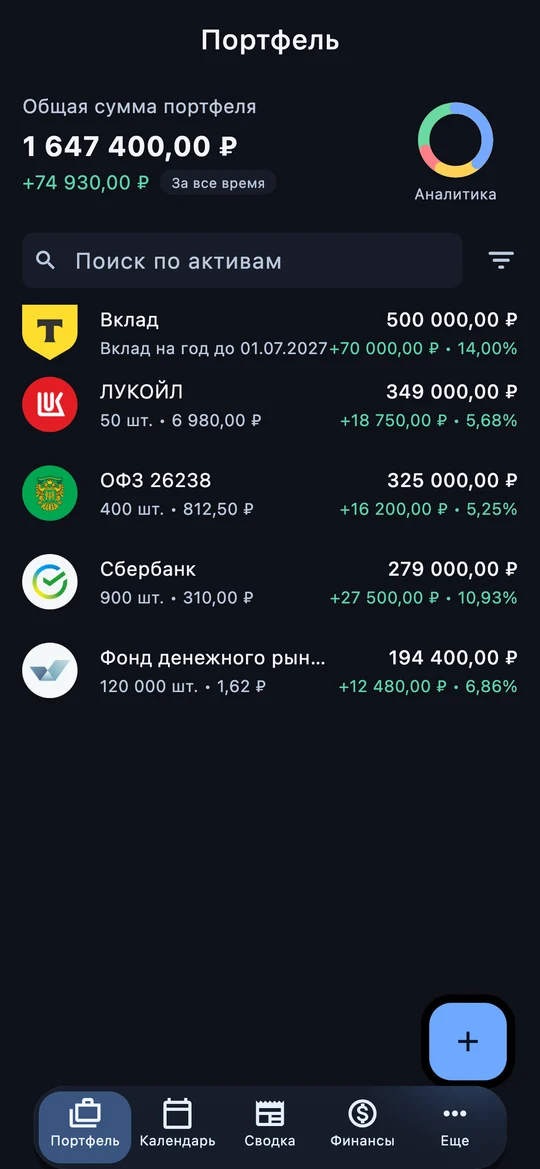 Портфель
Общая сумма портфеля
1 647 400,00 ₽
+74 930,00 ₽ За все время
Аналитика
Поиск по активам
Т
Вклад 500 000,00 ₽
Вклад на год до 01.07.2027 +70 000,00 ₽ • 14,00%
LUK
ЛУКОЙЛ 349 000,00 ₽
50 шт. • 6 980,00 ₽ +18 750,00 ₽ • 5,68%
ОФЗ 26238 325 000,00 ₽
400 шт. • 812,50 ₽ +16 200,00 ₽ • 5,25%
Сбербанк 279 000,00 ₽
900 шт. • 310,00 ₽ +27 500,00 ₽ • 10,93%
Фонд денежного рын... 194 400,00 ₽
120 000 шт. • 1,62 ₽ +12 480,00 ₽ • 6,86%
+
Портфель Календарь Сводка Финансы Еще